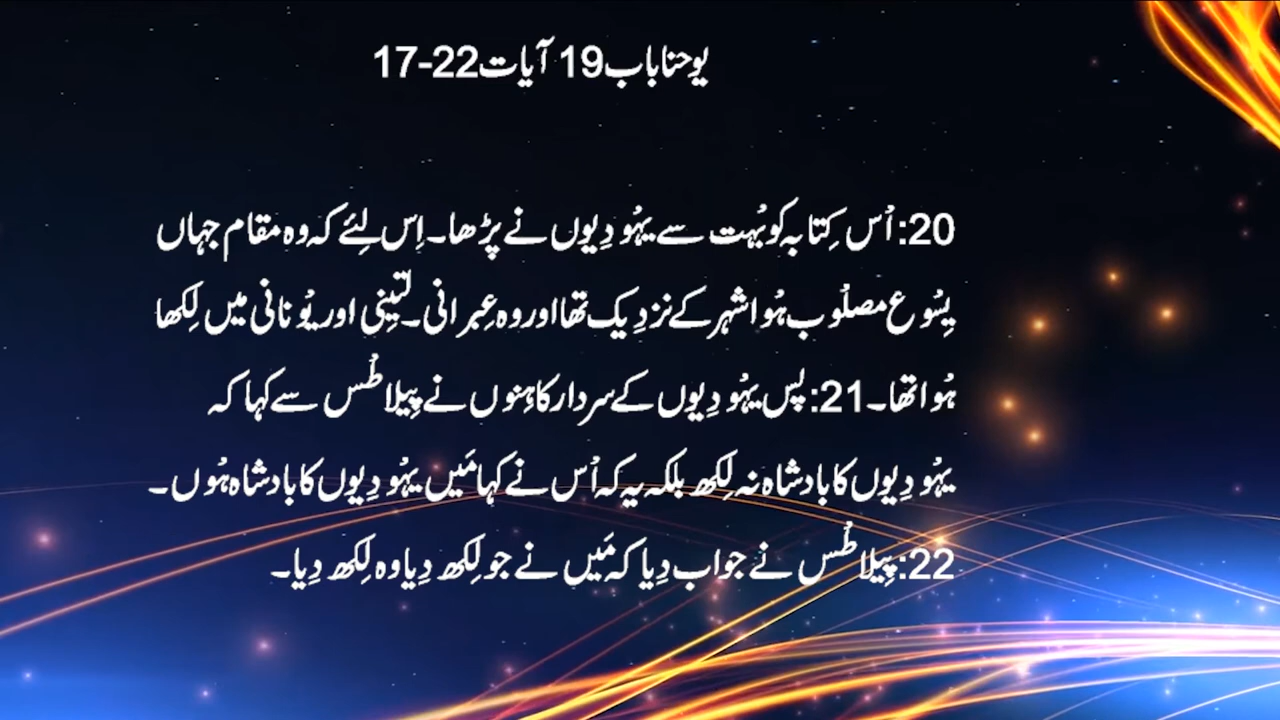 یوحنا باب 19 آیات 17-22
20: اُس کِتابہ کو بُہت سے یہُودِیوں نے پڑھا۔ اِس لِئے کہ وہ مقام جہاں
یِسُوع مصلُوب ہُوا شہر کے نزدِیک تھا اور وہ عِبرانی۔ لتِینی اور یُونانی میں لِکھا
ہُوا تھا۔ 21: پس یہُودِیوں کے سردار کاہِنوں نے پِیلاطُس سے کہا کہ
یہُودِیوں کا بادشاہ نہ لِکھ بلکہ یہ کہ اُس نے کہا مَیں یہُودِیوں کا بادشاہ ہُوں۔
22: پِیلاطُس نے جواب دِیا کہ مَیں نے جو لِکھ دِیا وہ لِکھ دِیا۔